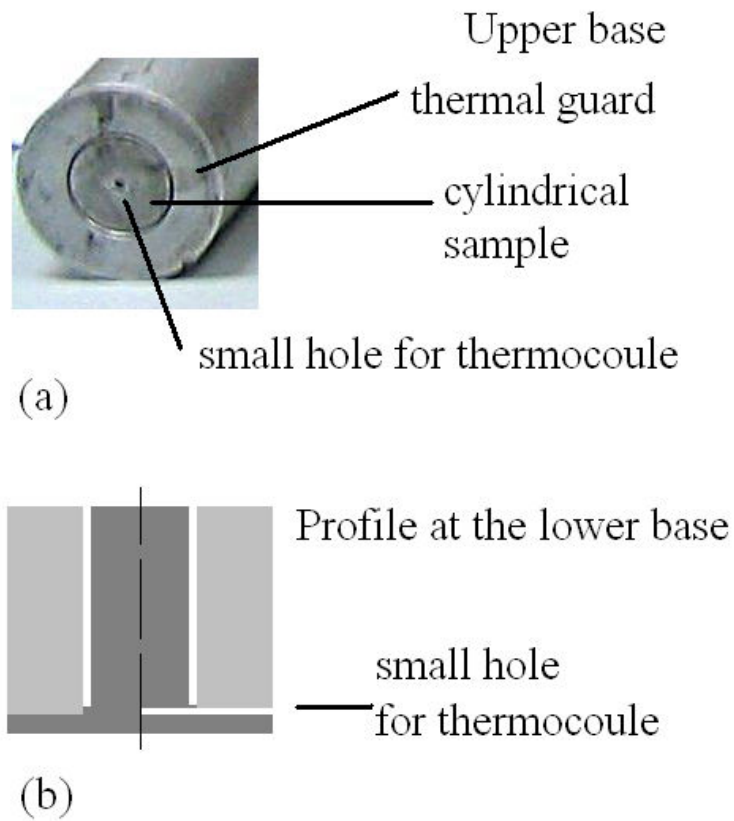 Upper base
thermal guard
cylindrical
sample
small hole for thermocoule
(a)
Profile at the lower base
small hole
for thermocoule
(b)